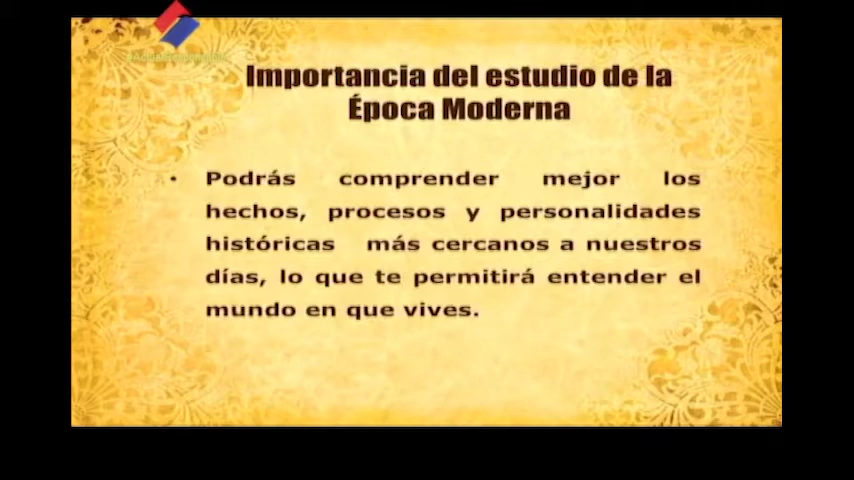 Importancia del estudio de la
Época Moderna
• Podrás comprender mejor los
hechos, procesos y personalidades
históricas más cercanos a nuestros
días, lo que te permitirá entender el
mundo en que vives.